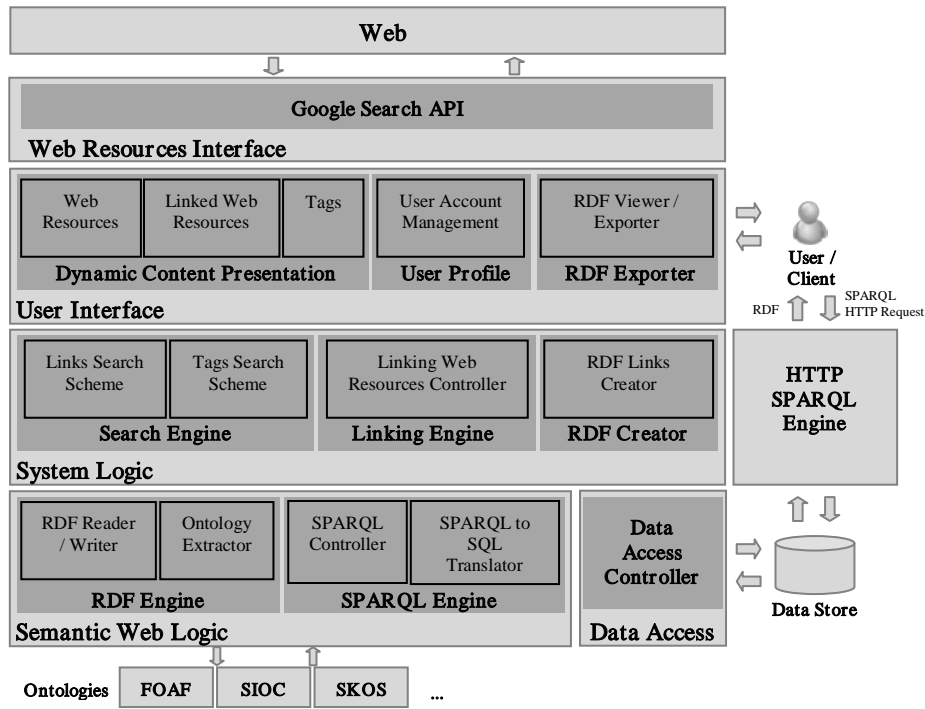 Web
Google Search API
Web Resources Interface
Web
Resources
Linked Web
Resources
Tags
User Account
Management
RDF Viewer /
Exporter
Dynamic Content Presentation
User Profile
RDF Exporter
User Interface
User /
Client
RDF
SPARQL
HTTP Request
Links Search
Scheme
Tags Search
Scheme
Linking Web
Resources Controller
RDF Links
Creator
Search Engine
Linking Engine
RDF Creator
System Logic
HTTP
SPARQL
Engine
RDF Reader
/ Writer
Ontology
Extractor
SPARQL
Controller
SPARQL to
SQL
Translator
RDF Engine
SPARQL Engine
Semantic Web Logic
Data
Access
Controller
Data Access
Data Store
Ontologies
FOAF
SIOC
SKOS
...